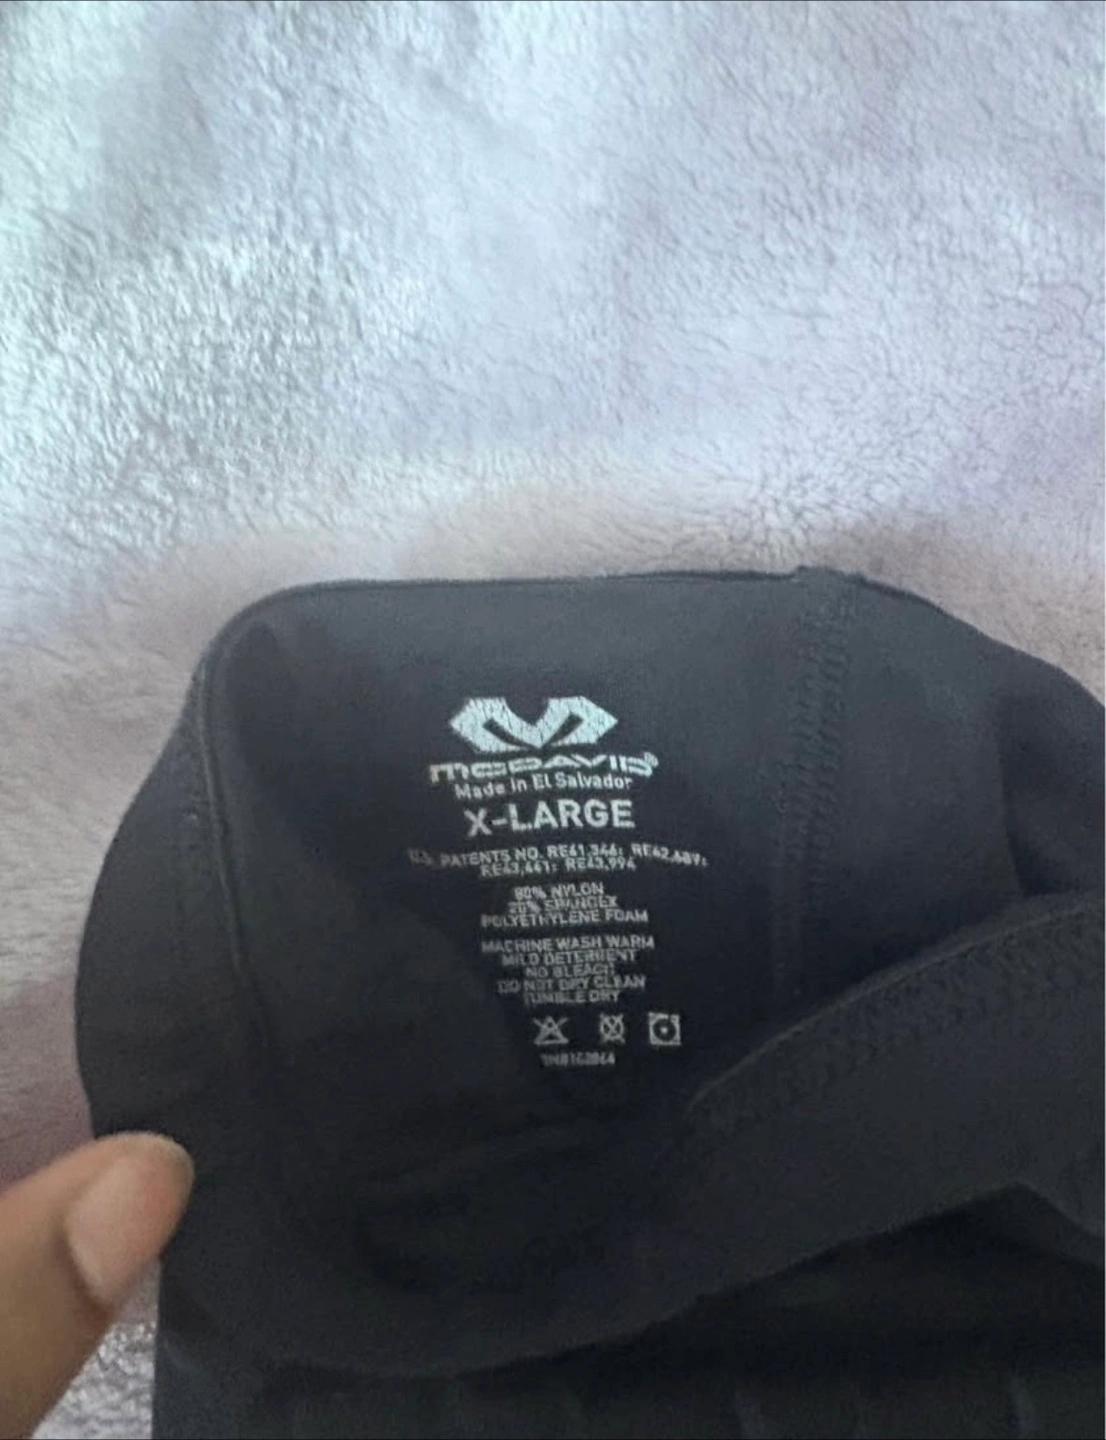 McDAVID
Made in El Salvador
X-LARGE
U.S. PATENTS NO. RE41,346; RE42,689;
RE43,441; RE43,994
80% NYLON
20% SPANDEX
POLYETHYLENE FOAM
MACHINE WASH WARM
MILD DETERGENT
NO BLEACH
DO NOT DRY CLEAN
TUMBLE DRY